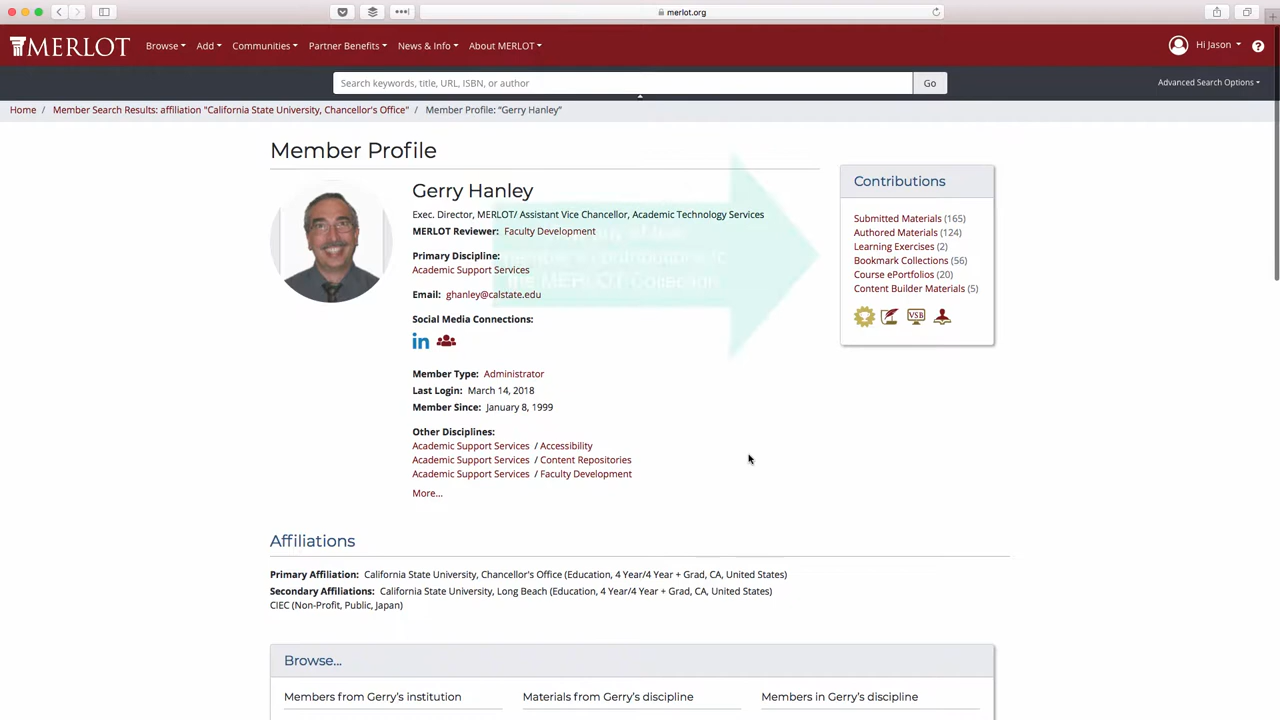 merlot.org
MERLOT
Browse
Add
Communities
Partner Benefits
News & Info
About MERLOT
Hi Jason
Search keywords, title, URL, ISBN, or author
Go
Advanced Search Options
Home / Member Search Results: affiliation "California State University, Chancellor's Office" / Member Profile: "Gerry Hanley"
Member Profile
Gerry Hanley
Exec. Director, MERLOT/ Assistant Vice Chancellor, Academic Technology Services
MERLOT Reviewer: Faculty Development
Primary Discipline:
Academic Support Services
Email: ghanley@calstate.edu
Social Media Connections:
in
Member Type: Administrator
Last Login: March 14, 2018
Member Since: January 8, 1999
Other Disciplines:
Academic Support Services / Accessibility
Academic Support Services / Content Repositories
Academic Support Services / Faculty Development
More...
the MERLOT Collection
Contributions
Submitted Materials (165)
Authored Materials (124)
Learning Exercises (2)
Bookmark Collections (56)
Course ePortfolios (20)
Content Builder Materials (5)
VSB
Affiliations
Primary Affiliation: California State University, Chancellor's Office (Education, 4 Year/4 Year + Grad, CA, United States)
Secondary Affiliations: California State University, Long Beach (Education, 4 Year/4 Year + Grad, CA, United States)
CIEC (Non-Profit, Public, Japan)
Browse...
Members from Gerry's institution
Materials from Gerry's discipline
Members in Gerry's discipline